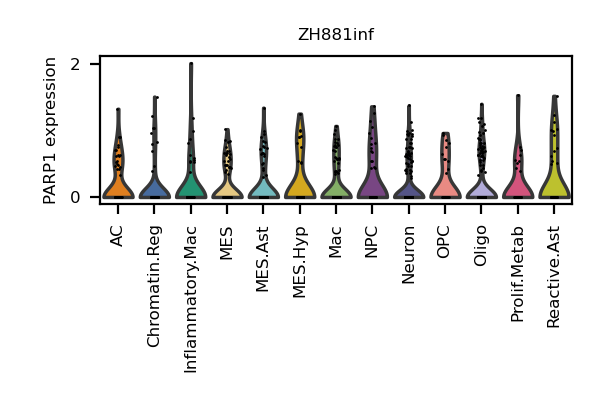 ZH881inf
PARP1 expression
2
0
AC
Chromatin.Reg
Inflammatory.Mac
MES
MES.Ast
MES.Hyp
Mac
NPC
Neuron
OPC
Oligo
Prolif.Metab
Reactive.Ast